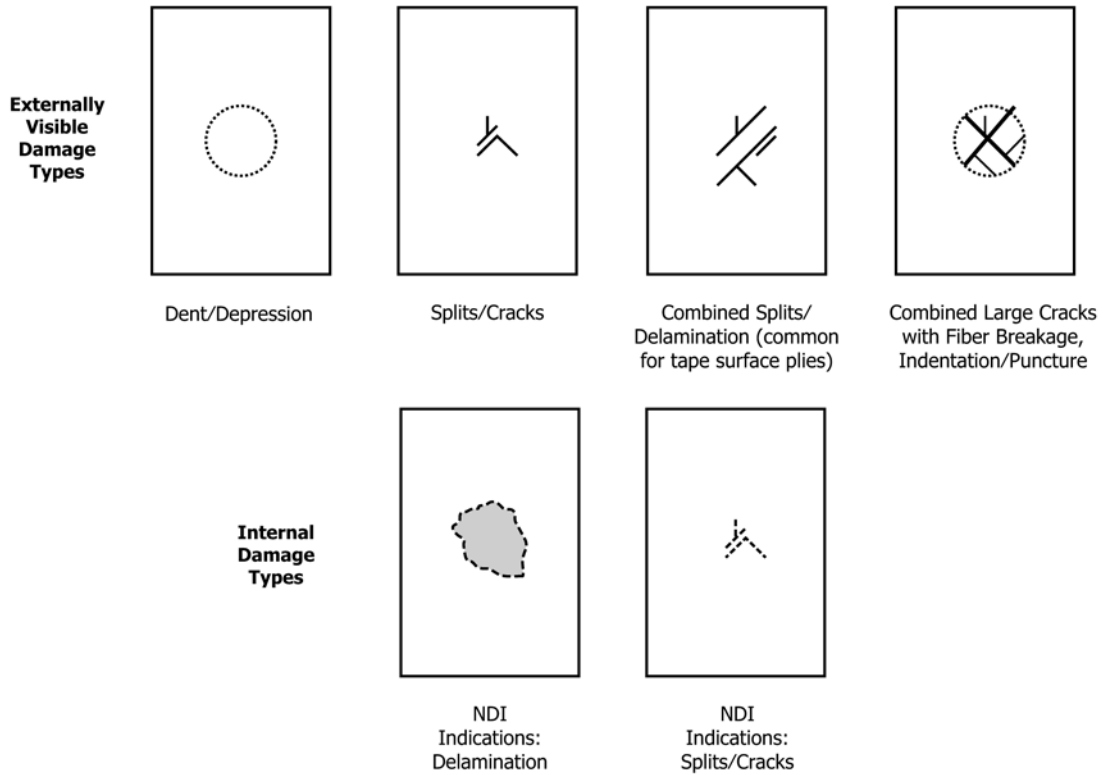 Externally
Visible
Damage
Types
Dent/Depression
Splits/Cracks
Combined Splits/
Delamination (common
for tape surface plies)
Combined Large Cracks
with Fiber Breakage,
Indentation/Puncture
Internal
Damage
Types
NDI
Indications:
Delamination
NDI
Indications:
Splits/Cracks